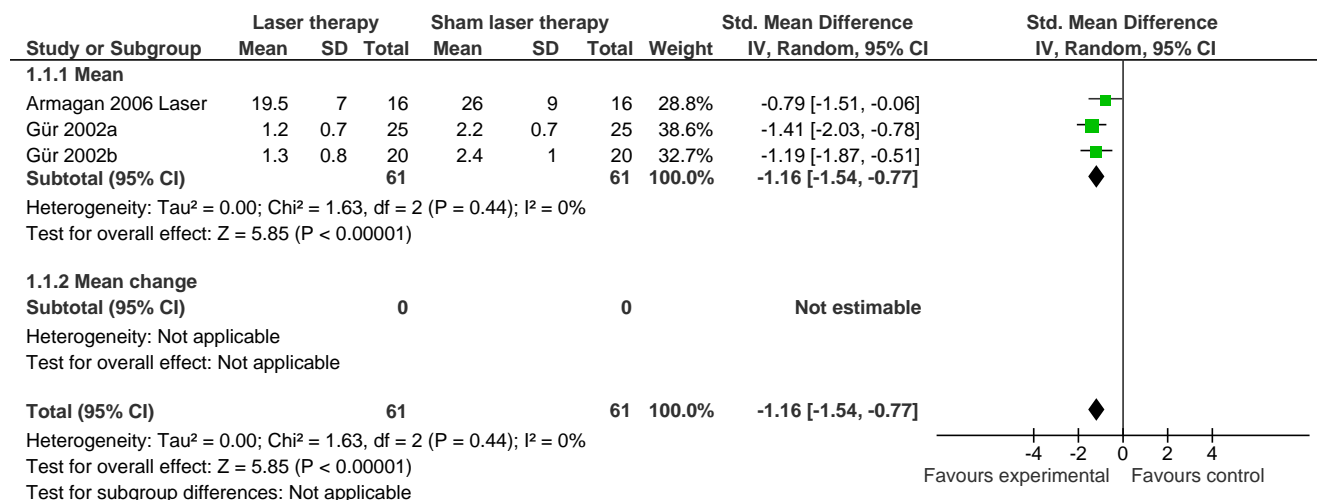 Laser therapy Sham laser therapy Std. Mean Difference Std. Mean Difference
Study or Subgroup Mean SD Total Mean SD Total Weight IV, Random, 95% CI IV, Random, 95% CI
1.1.1 Mean
Armagan 2006 Laser 19.5 7 16 26 9 16 28.8% -0.79 [-1.51, -0.06]
Gür 2002a 1.2 0.7 25 2.2 0.7 25 38.6% -1.41 [-2.03, -0.78]
Gür 2002b 1.3 0.8 20 2.4 1 20 32.7% -1.19 [-1.87, -0.51]
Subtotal (95% CI) 61 61 100.0% -1.16 [-1.54, -0.77]
Heterogeneity: Tau² = 0.00; Chi² = 1.63, df = 2 (P = 0.44); I² = 0%
Test for overall effect: Z = 5.85 (P < 0.00001)
1.1.2 Mean change
Subtotal (95% CI) 0 0 Not estimable
Heterogeneity: Not applicable
Test for overall effect: Not applicable
Total (95% CI) 61 61 100.0% -1.16 [-1.54, -0.77]
Heterogeneity: Tau² = 0.00; Chi² = 1.63, df = 2 (P = 0.44); I² = 0%
Test for overall effect: Z = 5.85 (P < 0.00001)
Test for subgroup differences: Not applicable
-4 -2 0 2 4
Favours experimental Favours control